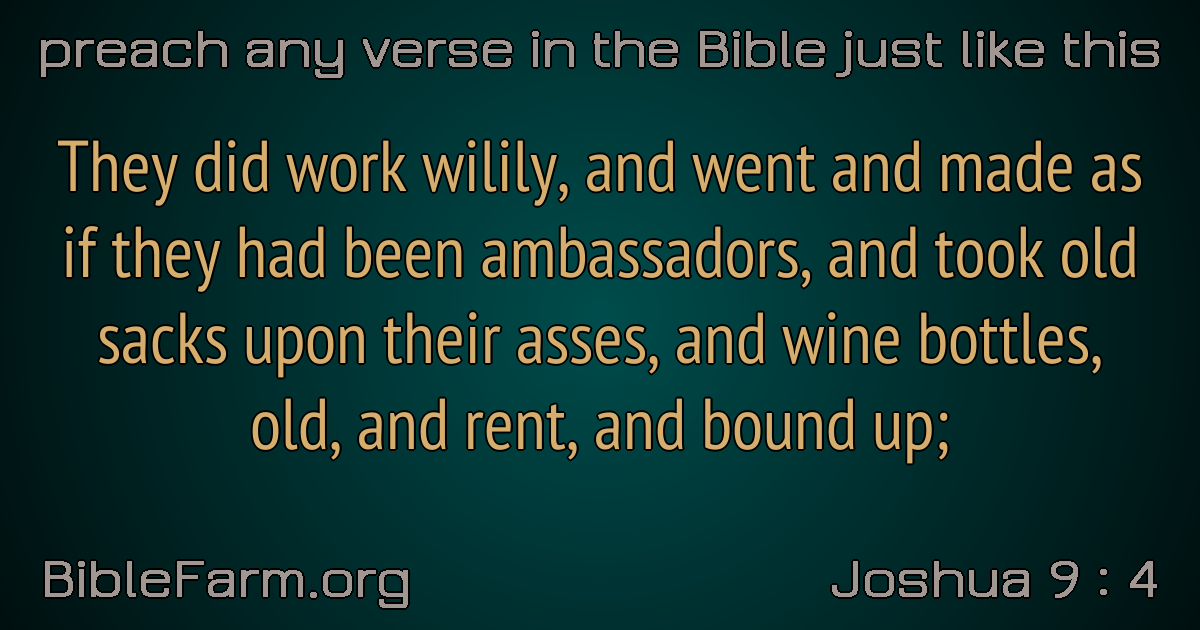 preach any verse in the Bible just like this
They did work wilily, and went and made as
if they had been ambassadors, and took old
sacks upon their asses, and wine bottles,
old, and rent, and bound up;
BibleFarm.org
Joshua 9 : 4